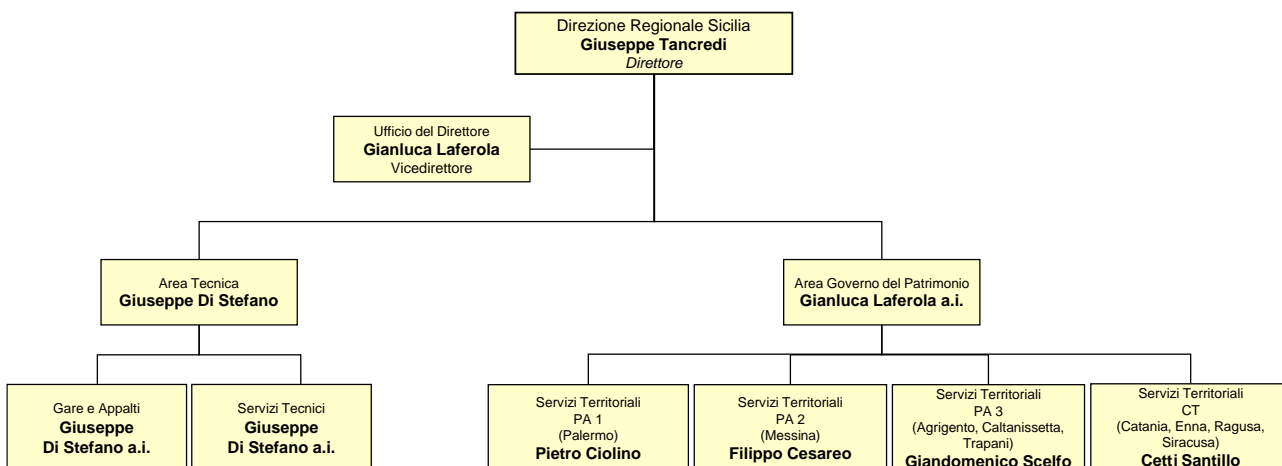 Direzione Regionale Sicilia
Giuseppe Tancredi
Direttore
Ufficio del Direttore
Gianluca Laferola
Vicedirettore
Area Tecnica
Giuseppe Di Stefano
Area Governo del Patrimonio
Gianluca Laferola a.i.
Gare e Appalti
Giuseppe
Di Stefano a.i.
Servizi Tecnici
Giuseppe
Di Stefano a.i.
Servizi Territoriali
PA 1
(Palermo)
Pietro Ciolino
Servizi Territoriali
PA 2
(Messina)
Filippo Cesareo
Servizi Territoriali
PA 3
(Agrigento, Caltanissetta,
Trapani)
Giandomenico Scelfo
Servizi Territoriali
CT
(Catania, Enna, Ragusa,
Siracusa)
Cetti Santillo